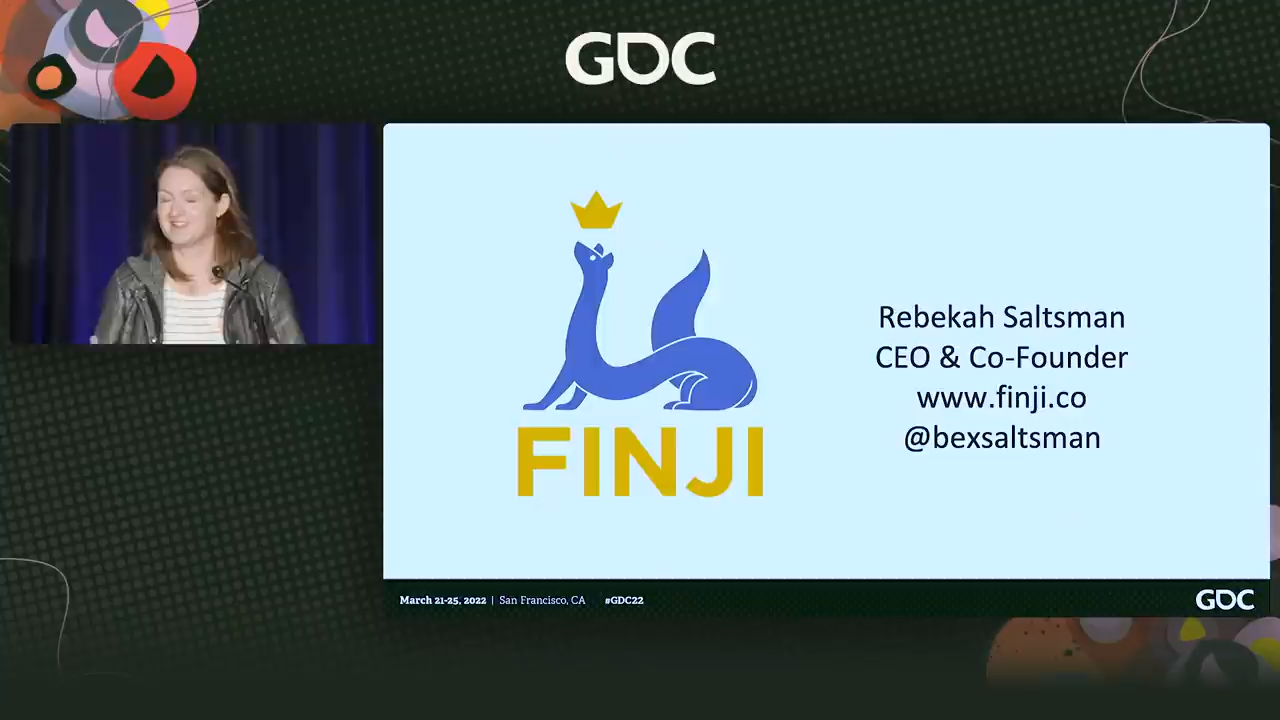 GDC
FINJI
Rebekah Saltsman
CEO & Co-Founder
www.finji.co
@bexsaltsman
March 21-25, 2022 | San Francisco, CA #GDC22
GDC